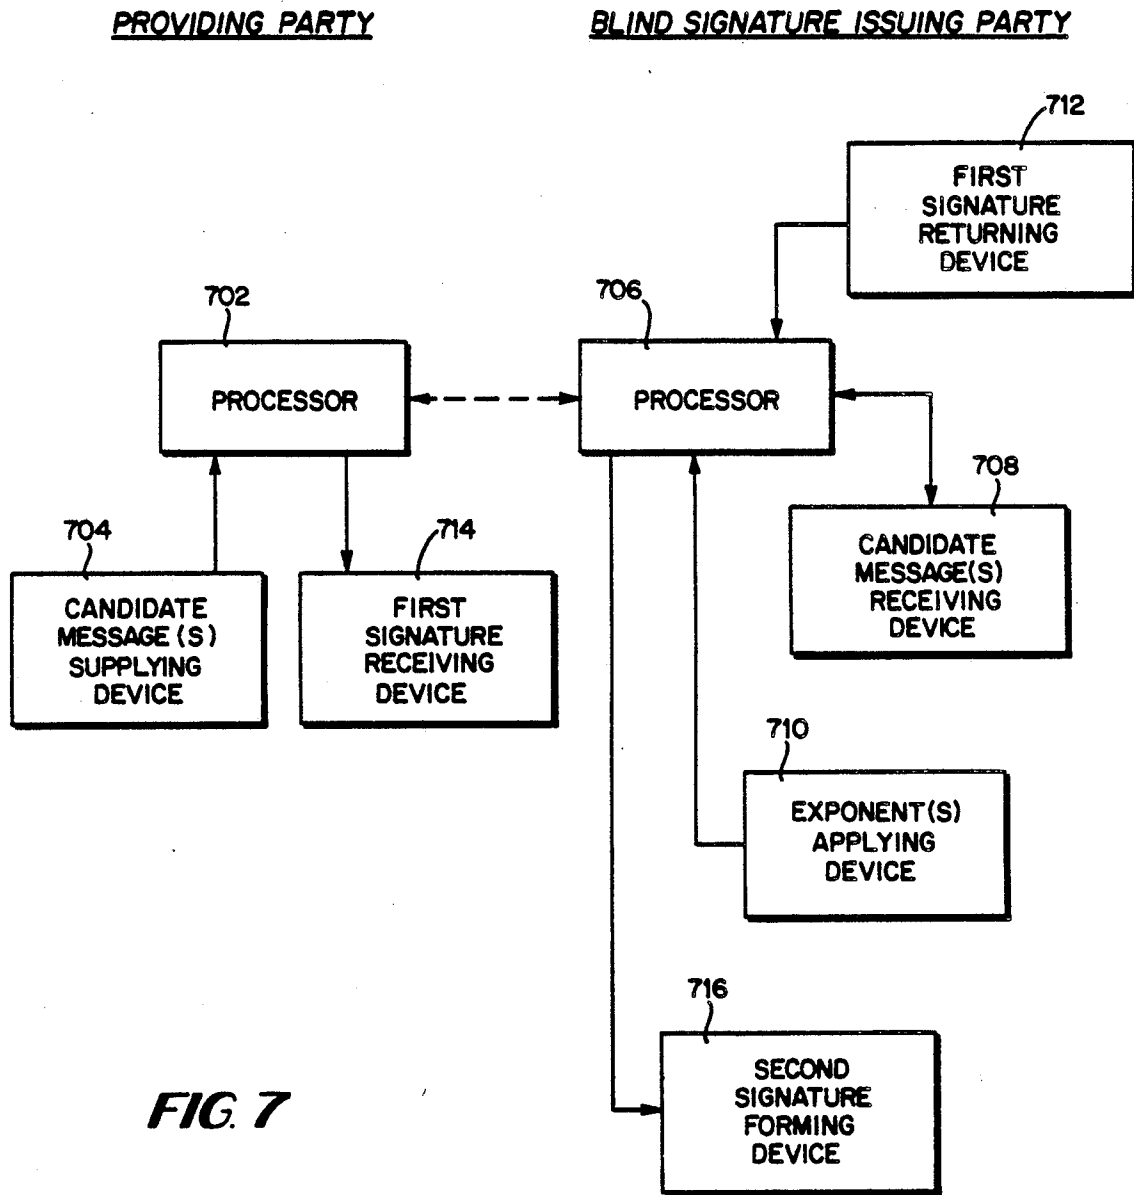 PROVIDING PARTY
BLIND SIGNATURE ISSUING PARTY
712
FIRST
SIGNATURE
RETURNING
DEVICE
702
PROCESSOR
706
PROCESSOR
708
CANDIDATE
MESSAGE(S)
RECEIVING
DEVICE
704
CANDIDATE
MESSAGE(S)
SUPPLYING
DEVICE
714
FIRST
SIGNATURE
RECEIVING
DEVICE
710
EXPONENT(S)
APPLYING
DEVICE
716
SECOND
SIGNATURE
FORMING
DEVICE
FIG. 7